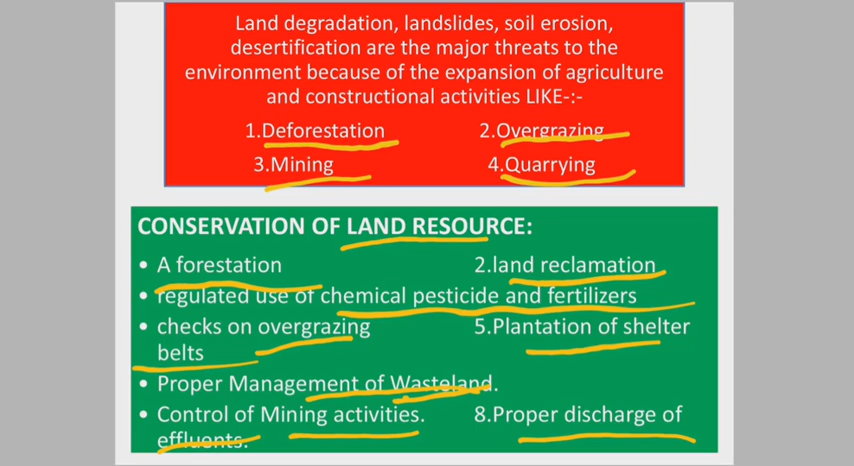 Land degradation, landslides, soil erosion,
desertification are the major threats to the
environment because of the expansion of agriculture
and constructional activities LIKE-:-
1.Deforestation 2.Overgrazing
3.Mining 4.Quarrying
CONSERVATION OF LAND RESOURCE:
• A forestation 2.land reclamation
• regulated use of chemical pesticide and fertilizers
• checks on overgrazing 5.Plantation of shelter
belts
• Proper Management of Wasteland.
• Control of Mining activities. 8.Proper discharge of
effluents.